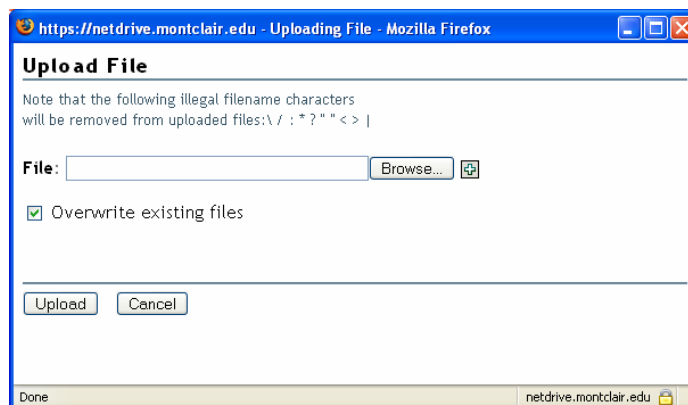 https://netdrive.montclair.edu - Uploading File - Mozilla Firefox
Upload File
Note that the following illegal filename characters
will be removed from uploaded files:\ / : * ? " " < > |
File: Browse...
Overwrite existing files
Upload Cancel
Done netdrive.montclair.edu